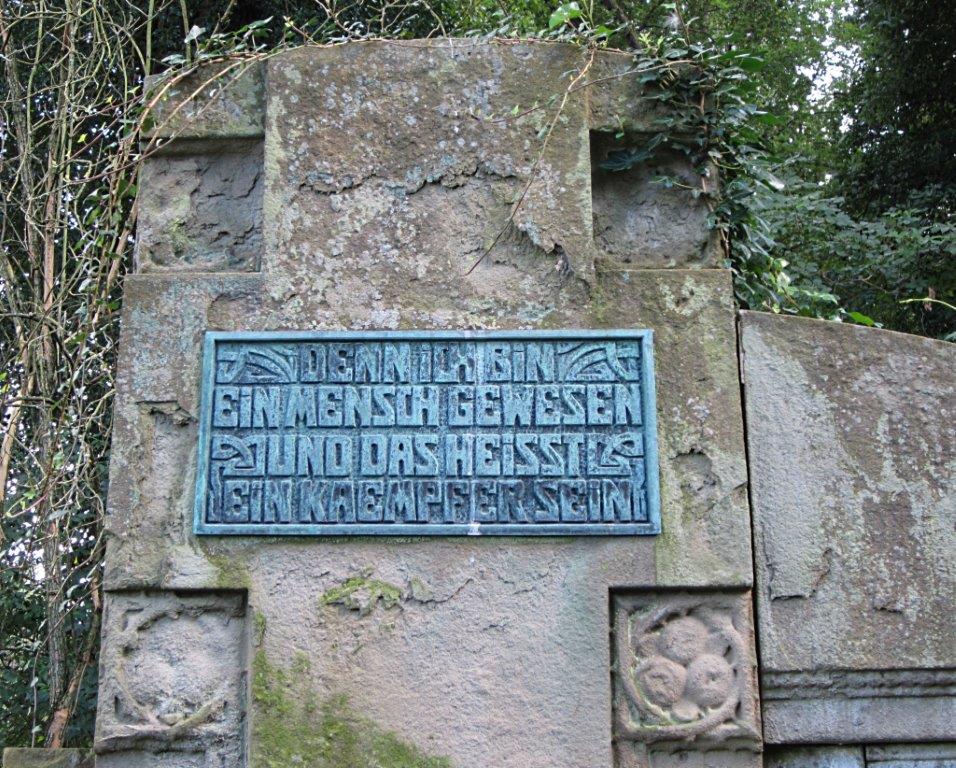 DENN iCH BiN
EiN MENSCH GEWESEN
UND DAS HEiSST
EiN KAEMPFER SEiN